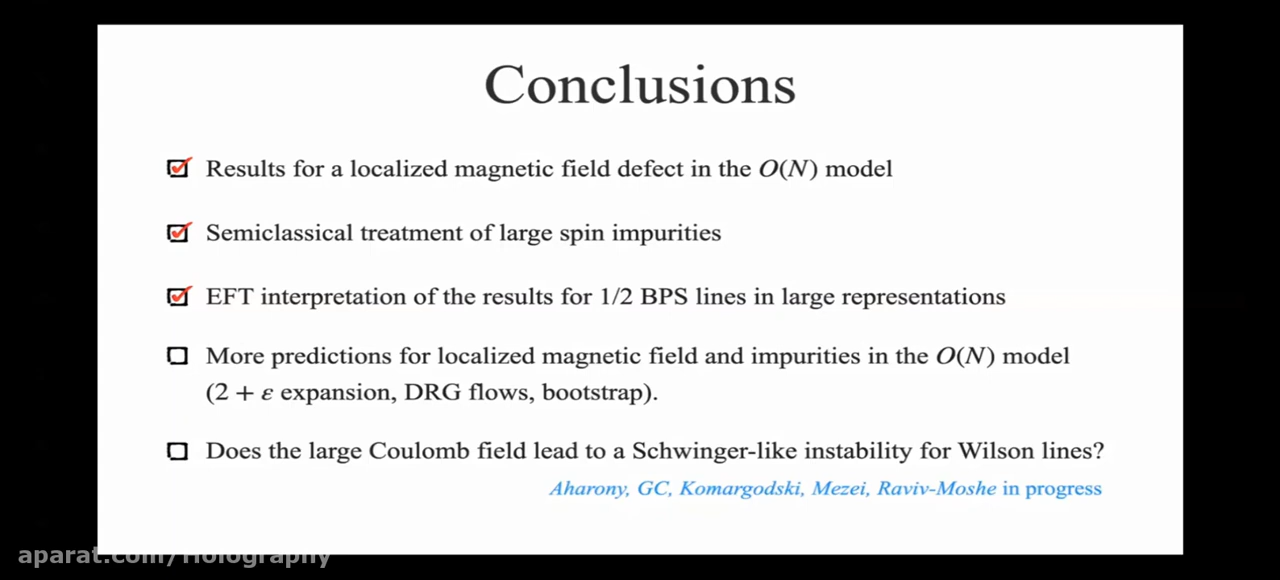 Conclusions
Results for a localized magnetic field defect in the O(N) model
Semiclassical treatment of large spin impurities
EFT interpretation of the results for 1/2 BPS lines in large representations
More predictions for localized magnetic field and impurities in the O(N) model
(2 + ε expansion, DRG flows, bootstrap).
Does the large Coulomb field lead to a Schwinger-like instability for Wilson lines?
Aharony, GC, Komargodski, Mezei, Raviv-Moshe in progress
aparat.com/Holography